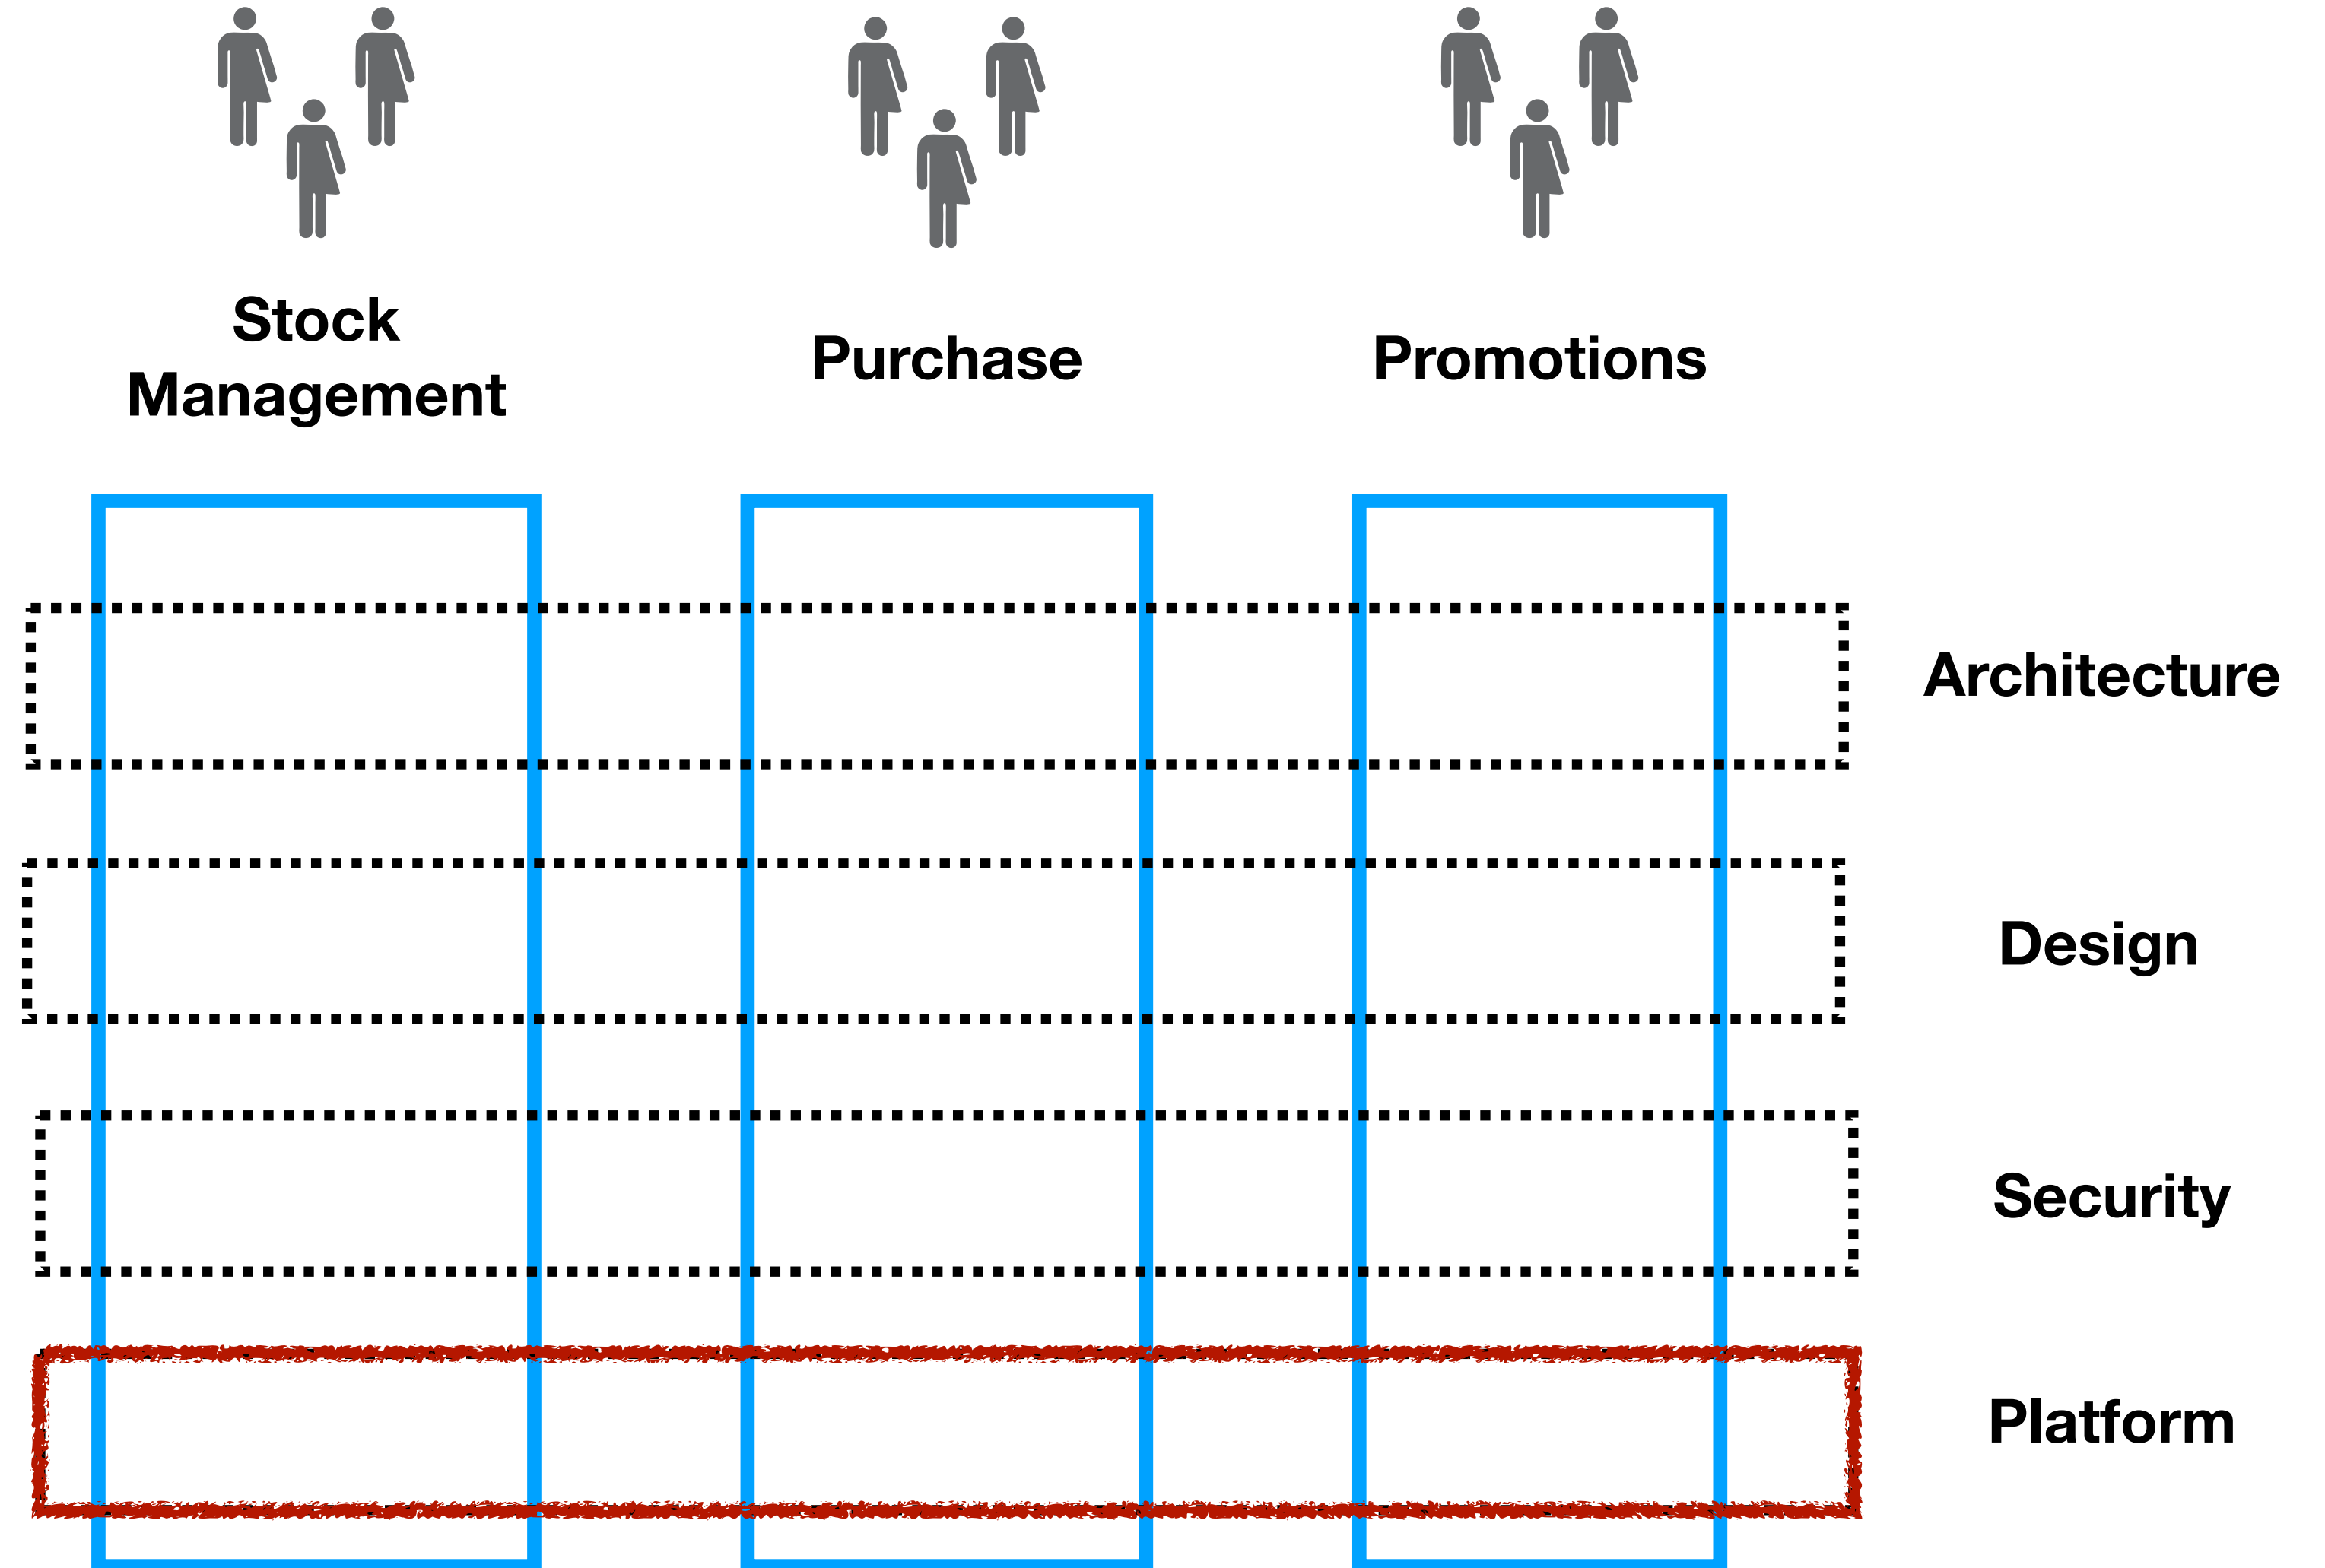 Stock
Management
Purchase
Promotions
Architecture
Design
Security
Platform